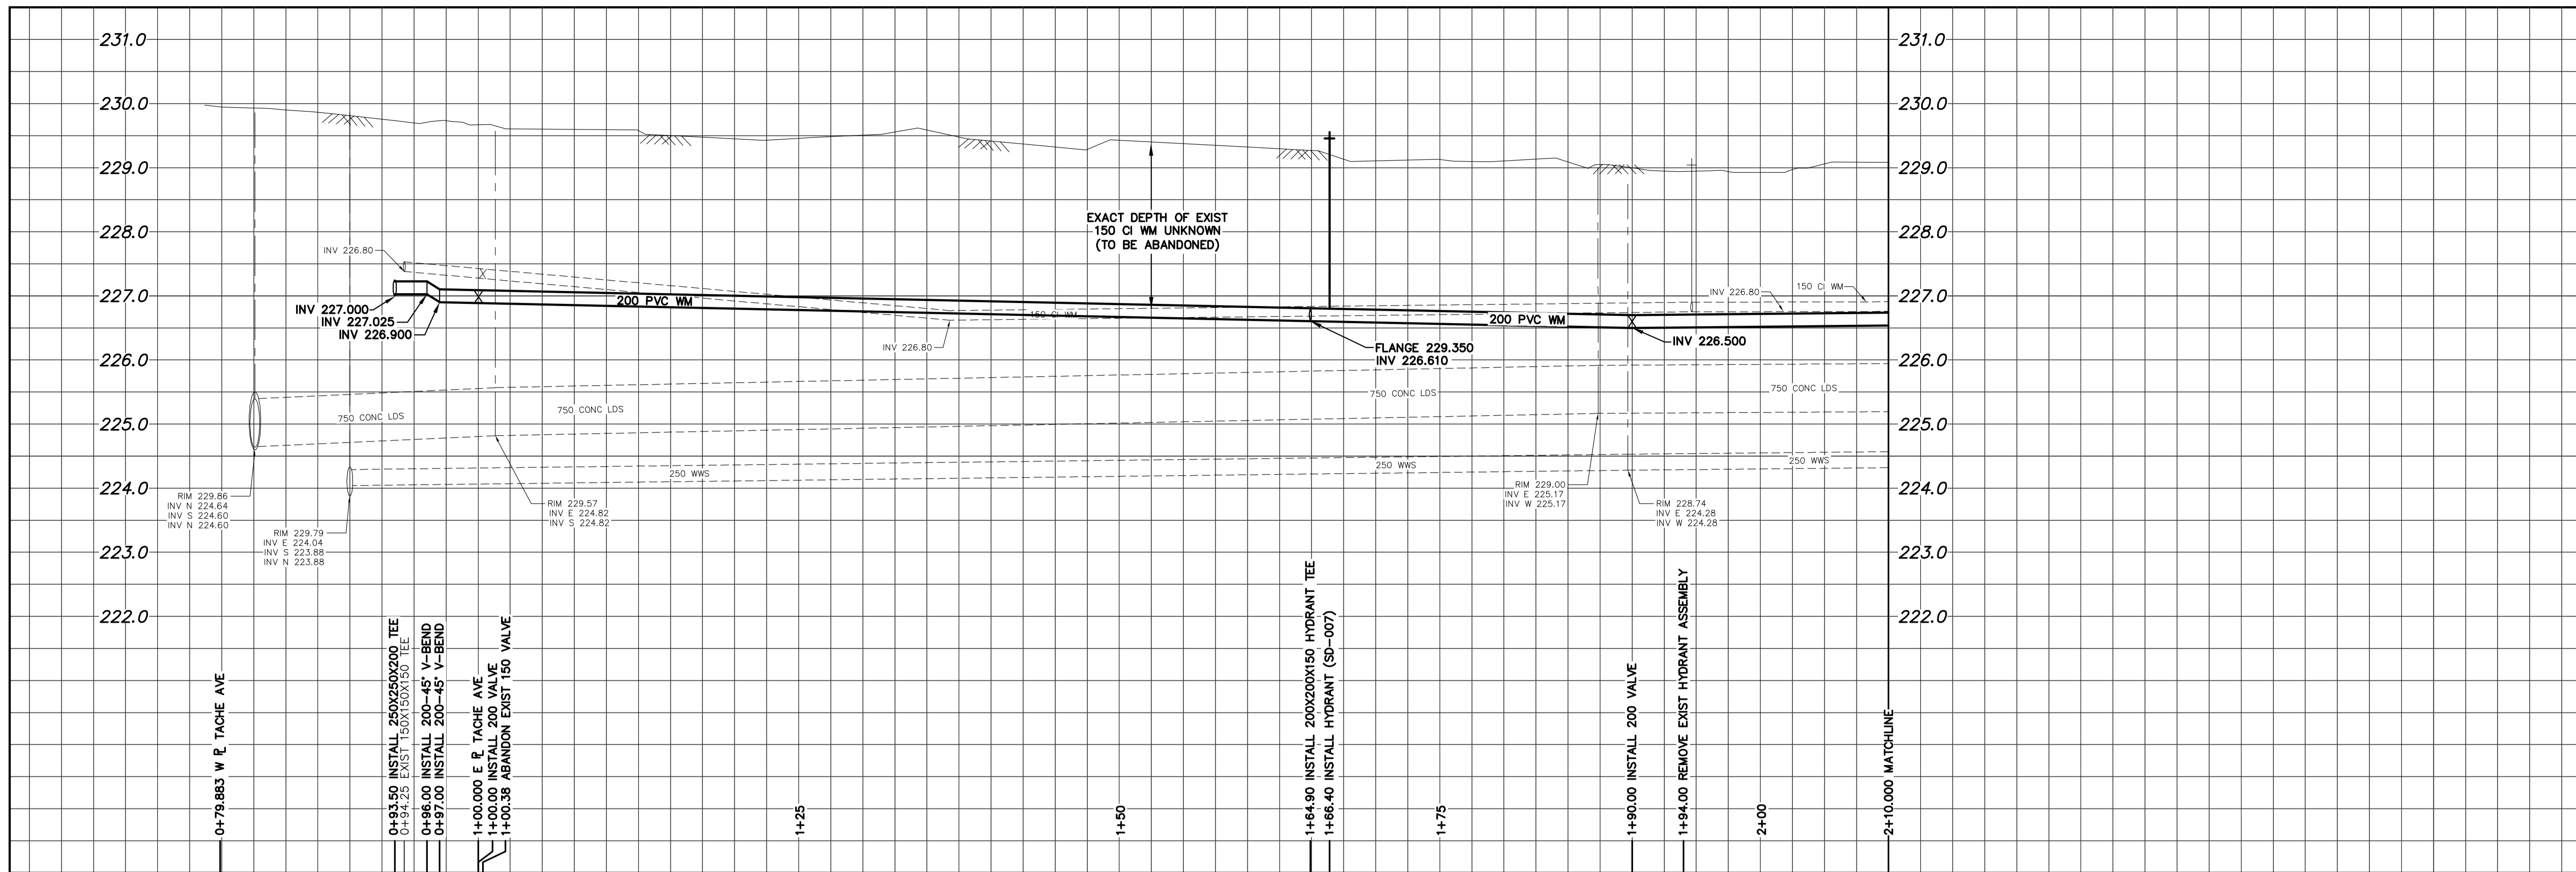 231.0
230.0
229.0
228.0
227.0
226.0
225.0
224.0
223.0
222.0
231.0
230.0
229.0
228.0
227.0
226.0
225.0
224.0
223.0
222.0
EXACT DEPTH OF EXIST
150 CI WM UNKNOWN
(TO BE ABANDONED)
INV 226.80
INV 227.000
INV 227.025
INV 226.900
200 PVC WM
150 CI WM
INV 226.80
FLANGE 229.350
INV 226.610
200 PVC WM
INV 226.500
INV 226.80
150 CI WM
750 CONC LDS
750 CONC LDS
750 CONC LDS
750 CONC LDS
250 WWS
250 WWS
250 WWS
RIM 229.86
INV N 224.64
INV S 224.60
INV N 224.60
RIM 229.79
INV E 224.04
INV S 223.88
INV N 223.88
RIM 229.57
INV E 224.82
INV S 224.82
RIM 229.00
INV E 225.17
INV W 225.17
RIM 228.74
INV E 224.28
INV W 224.28
0+79.883 W PL TACHE AVE
0+93.50 INSTALL 250X250X200 TEE
0+94.25 EXIST 150X150X150 TEE
0+96.00 INSTALL 200-45° V-BEND
0+97.00 INSTALL 200-45° V-BEND
1+00.000 E PL TACHE AVE
1+00.00 INSTALL 200 VALVE
1+00.38 ABANDON EXIST 150 VALVE
1+25
1+50
1+64.90 INSTALL 200X200X150 HYDRANT TEE
1+66.40 INSTALL HYDRANT (SD-007)
1+75
1+90.00 INSTALL 200 VALVE
1+94.00 REMOVE EXIST HYDRANT ASSEMBLY
2+00
2+10.000 MATCHLINE